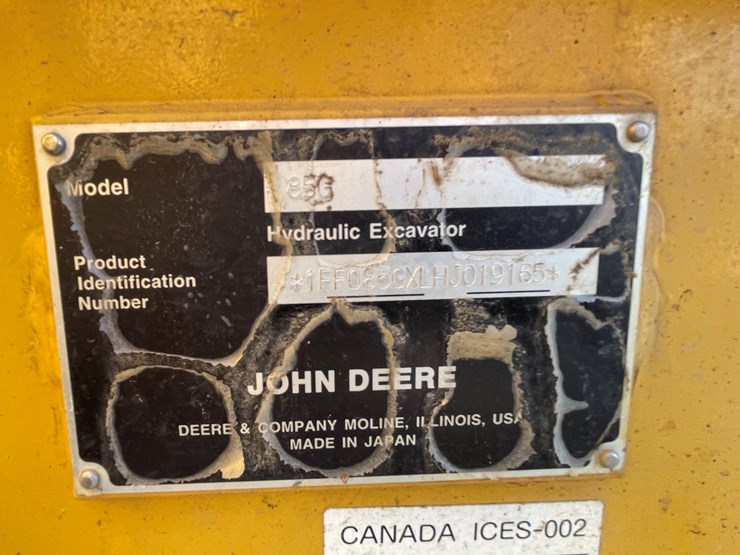 Model 85G
Hydraulic Excavator
Product
Identification
Number
*1FF085GXLHJ019165*
JOHN DEERE
DEERE & COMPANY MOLINE, ILLINOIS, USA
MADE IN JAPAN
CANADA ICES-002